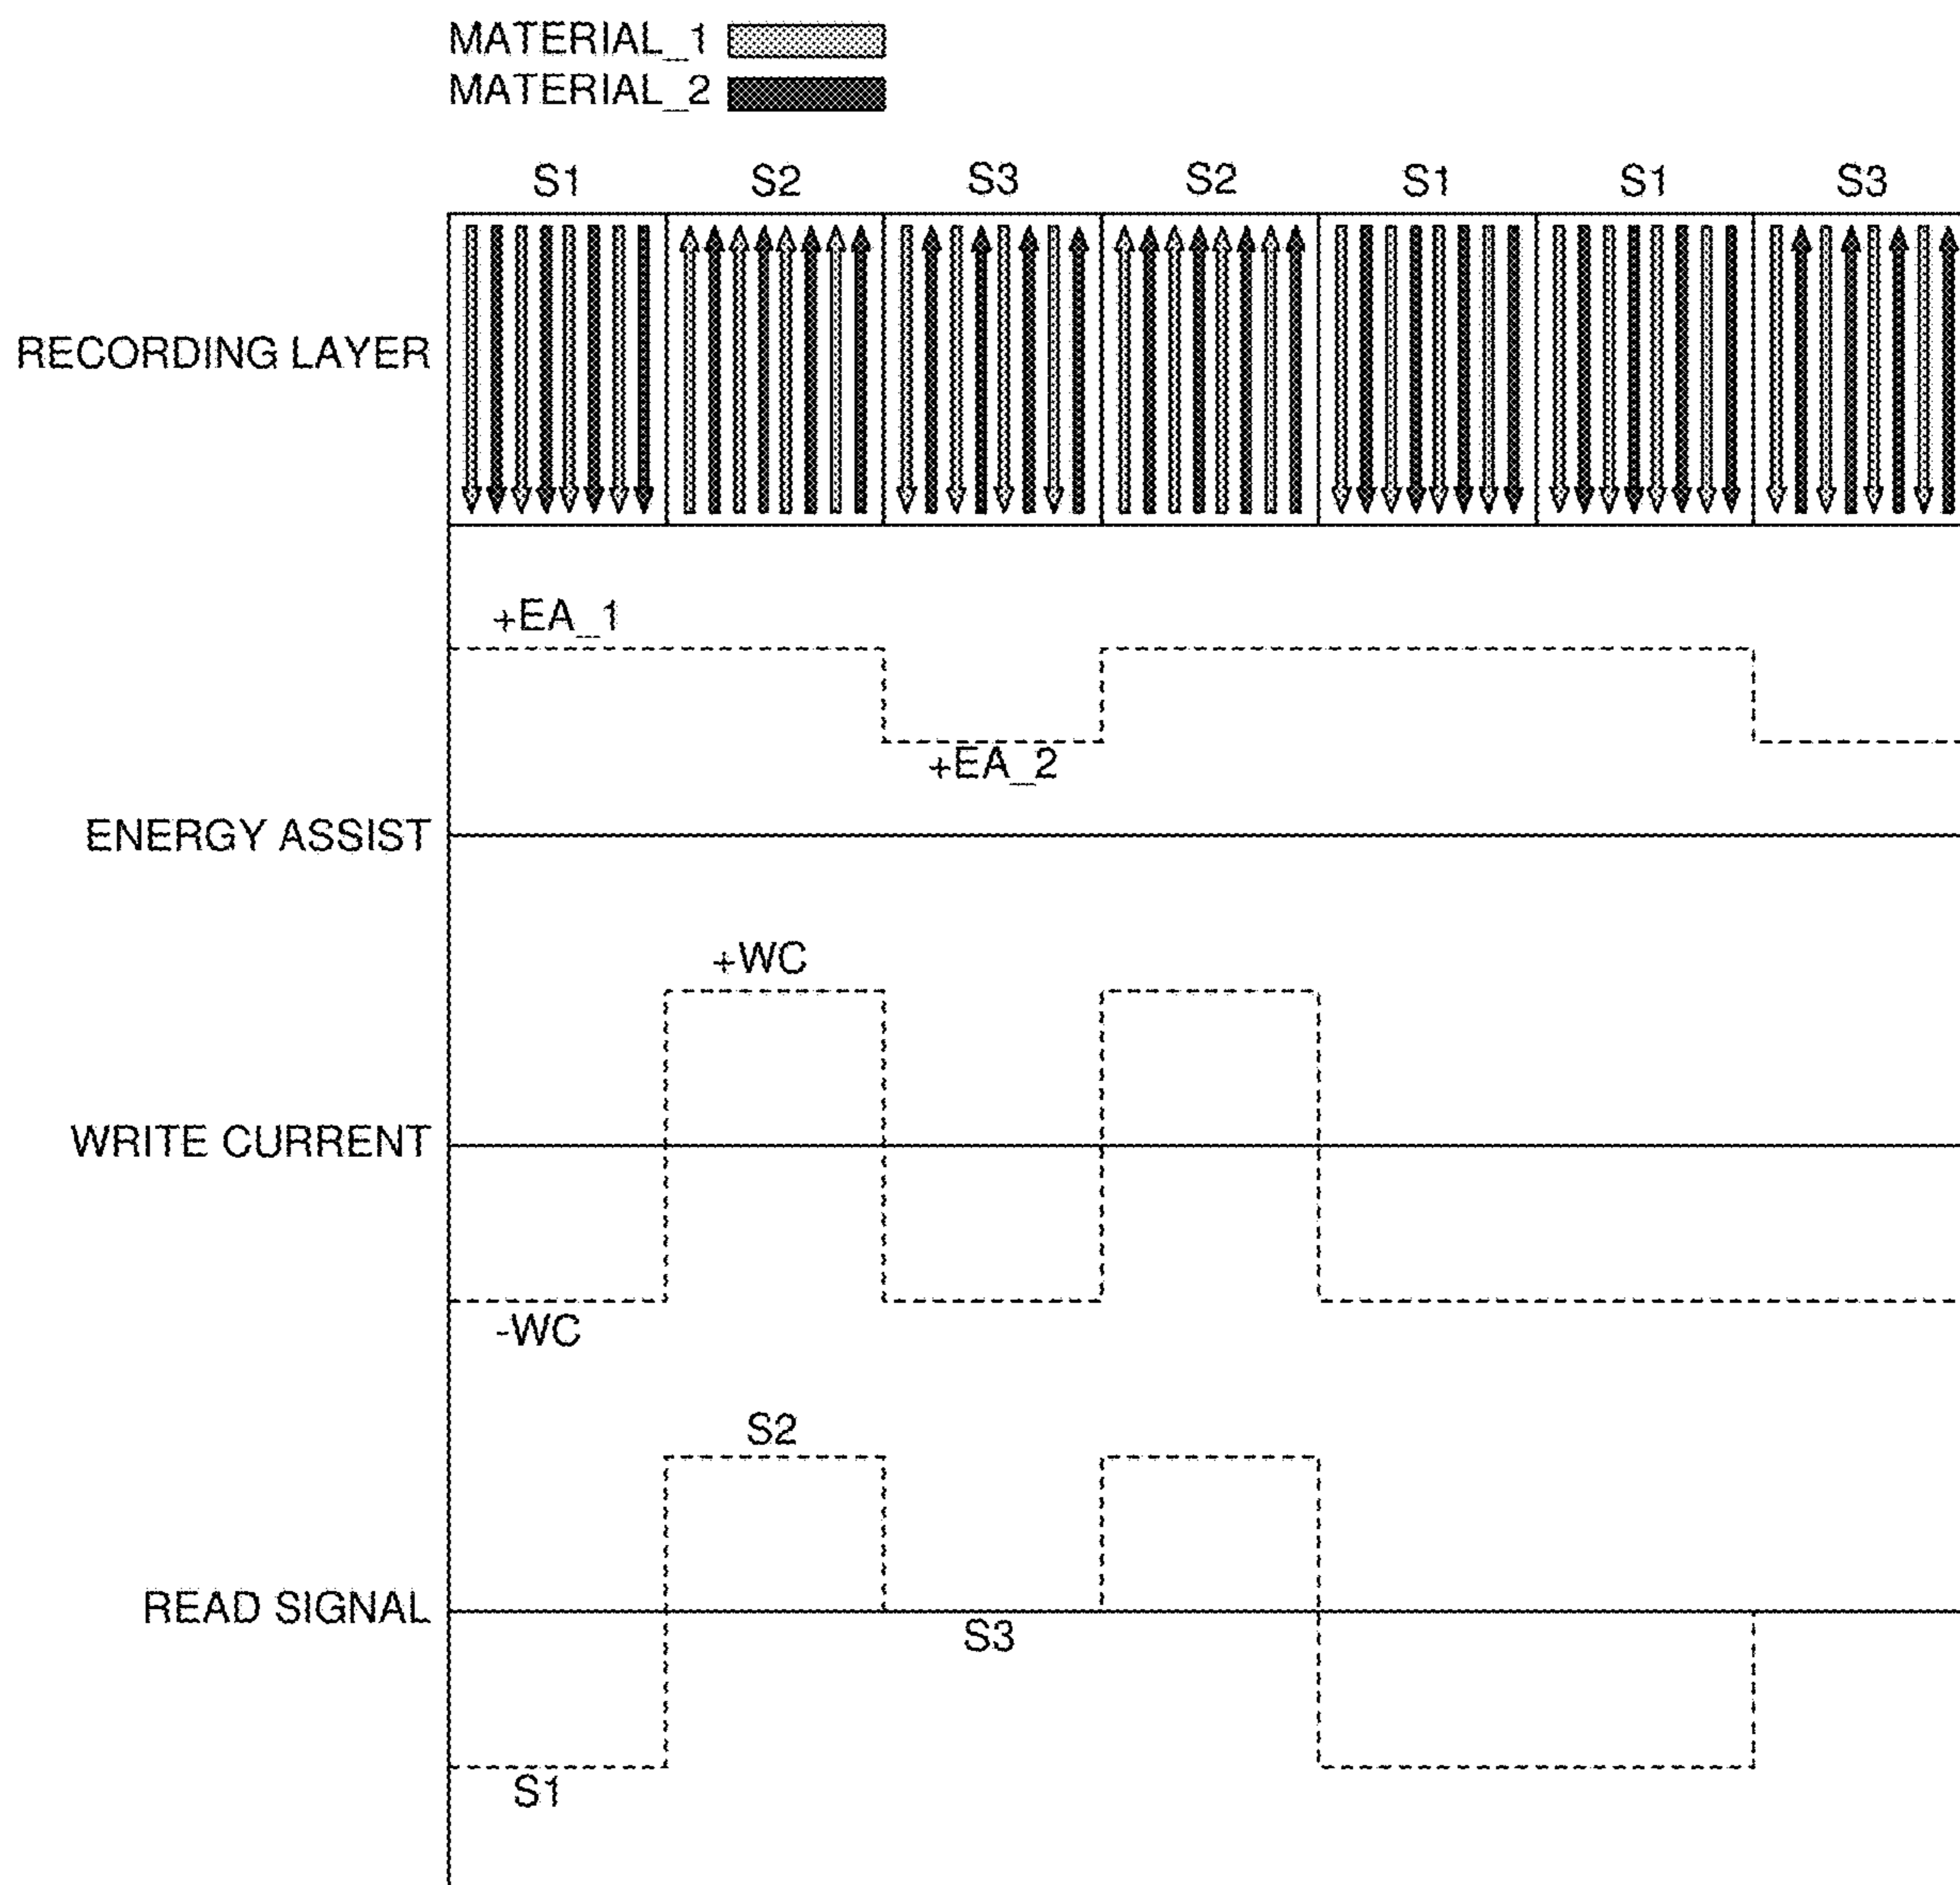 MATERIAL_1
MATERIAL_2
S1 S2 S3 S2 S1 S1 S3
RECORDING LAYER
+EA_1
+EA_2
ENERGY ASSIST
+WC
WRITE CURRENT
-WC
S2
READ SIGNAL
S3
S1